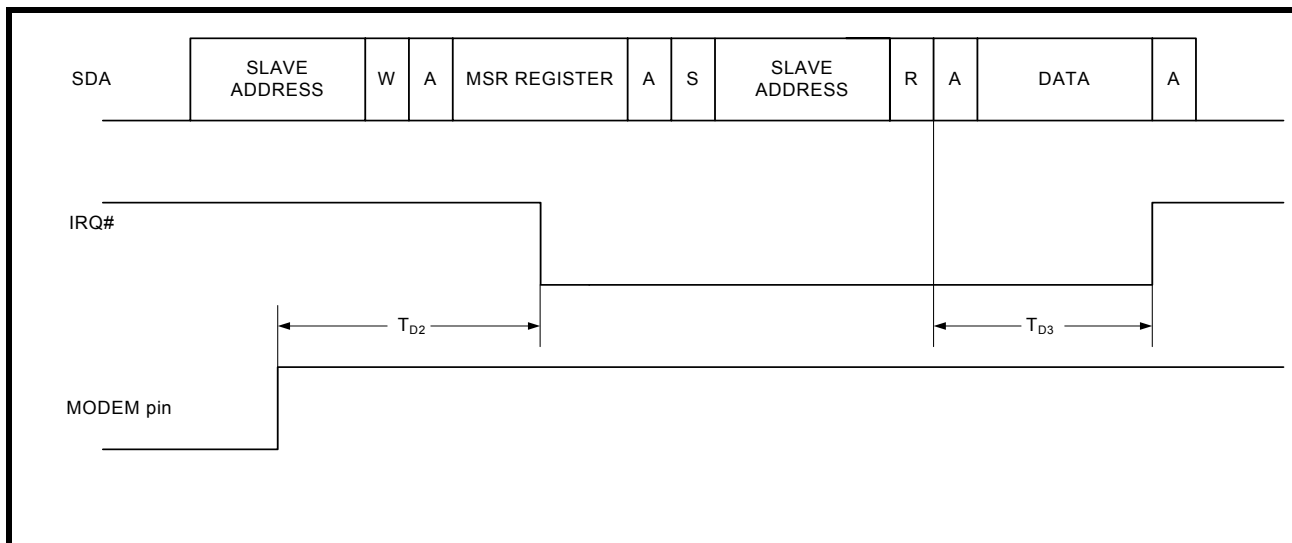 SDA
SLAVE
ADDRESS
W
A
MSR REGISTER
A
S
SLAVE
ADDRESS
R
A
DATA
A
IRQ#
TD2
TD3
MODEM pin